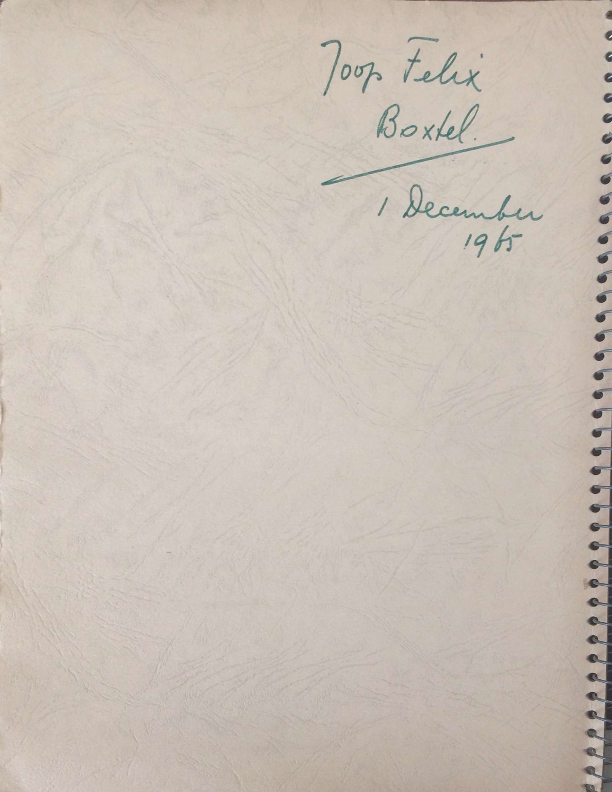 Joop Felix
Boxtel.
1 December
1965